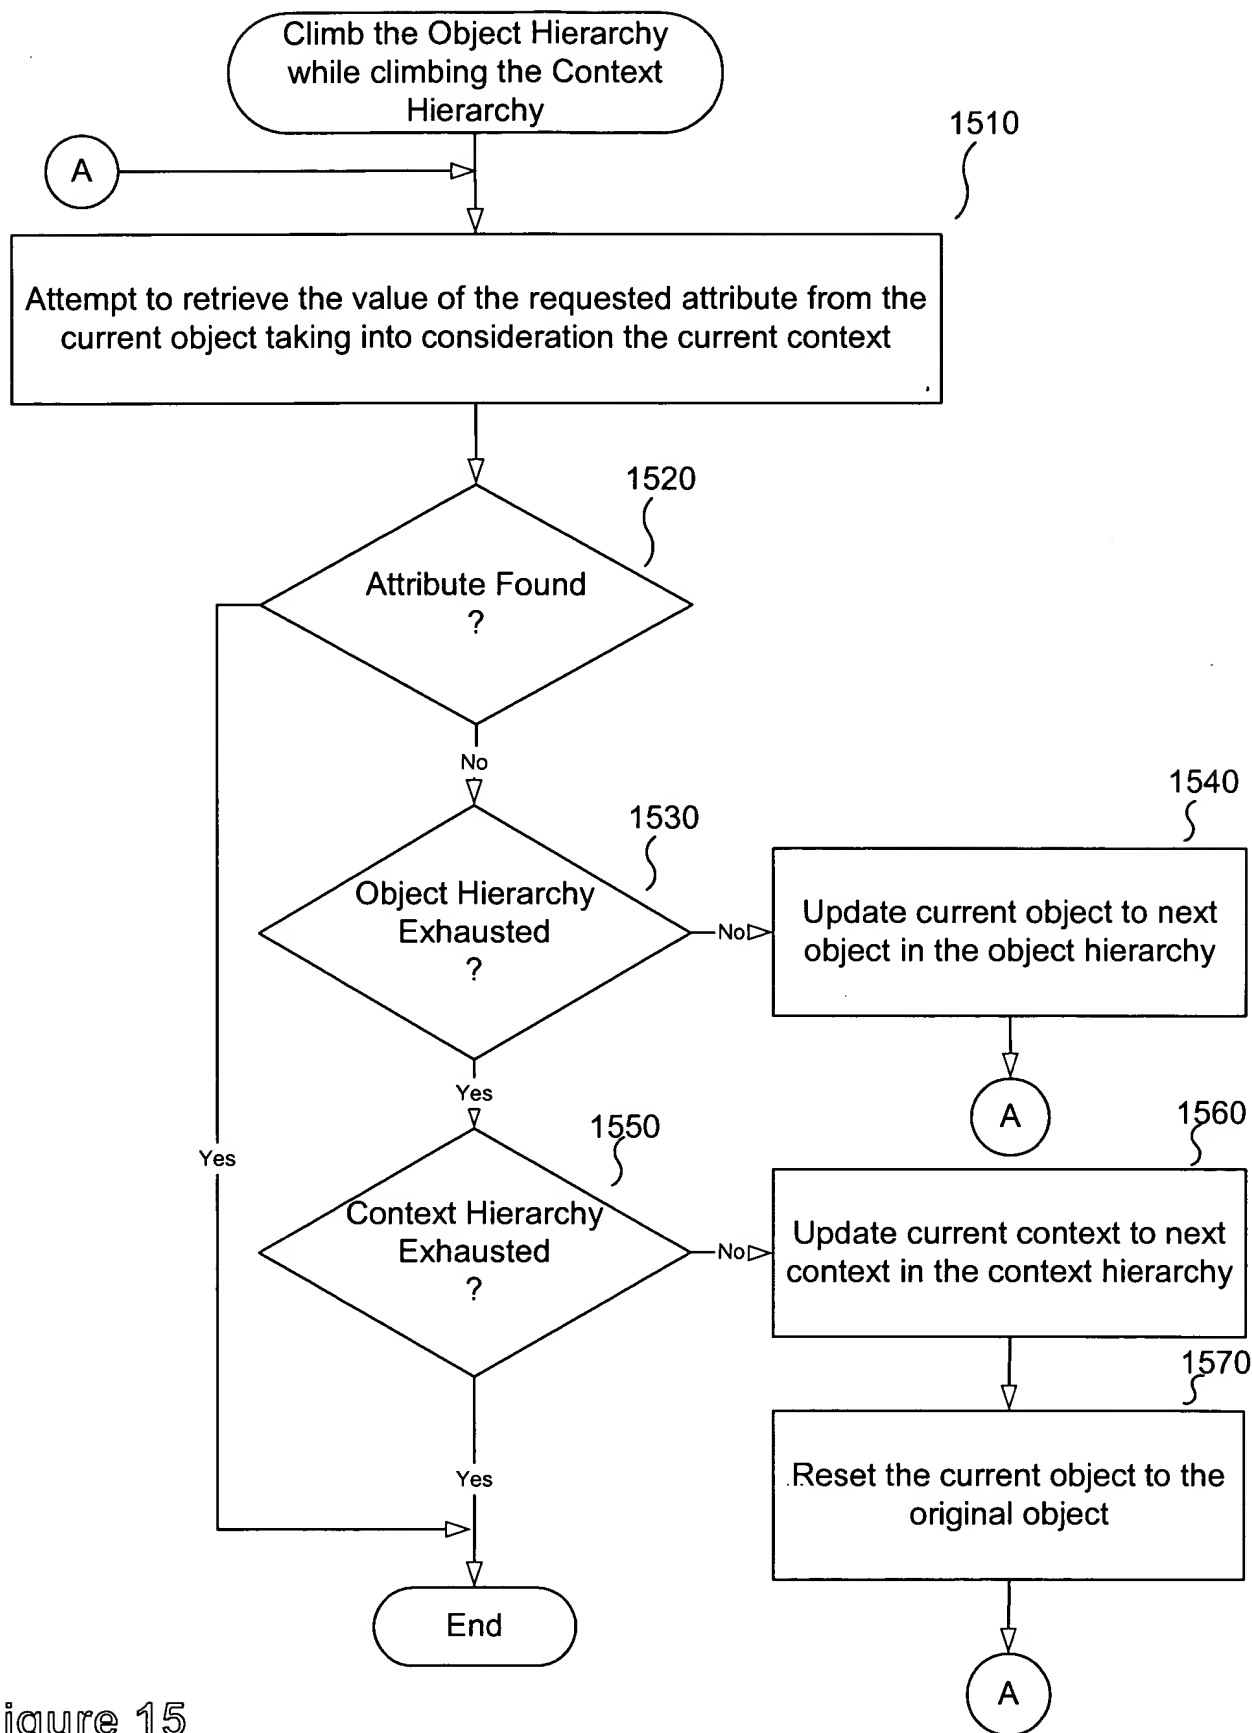 Climb the Object Hierarchy
while climbing the Context
Hierarchy
A
1510
Attempt to retrieve the value of the requested attribute from the
current object taking into consideration the current context
1520
Attribute Found
?
No
1530
Object Hierarchy
Exhausted
?
No
1540
Update current object to next
object in the object hierarchy
A
Yes
1550
Context Hierarchy
Exhausted
?
No
1560
Update current context to next
context in the context hierarchy
1570
Reset the current object to the
original object
A
Yes
Yes
End
igure 15